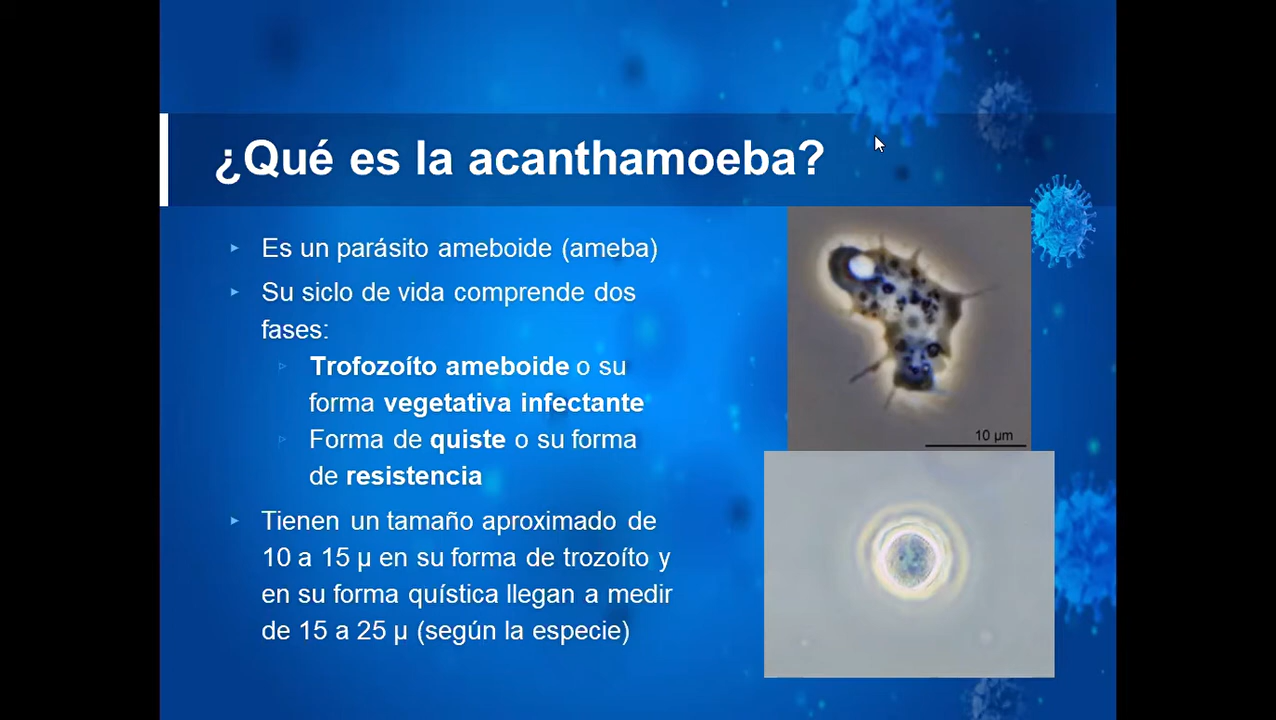 ¿Qué es la acanthamoeba?
▸ Es un parásito ameboide (ameba)
▸ Su siclo de vida comprende dos
fases:
▹ Trofozoíto ameboide o su
forma vegetativa infectante
▹ Forma de quiste o su forma
de resistencia
▸ Tienen un tamaño aproximado de
10 a 15 µ en su forma de trozoíto y
en su forma quística llegan a medir
de 15 a 25 µ (según la especie)
10 µm